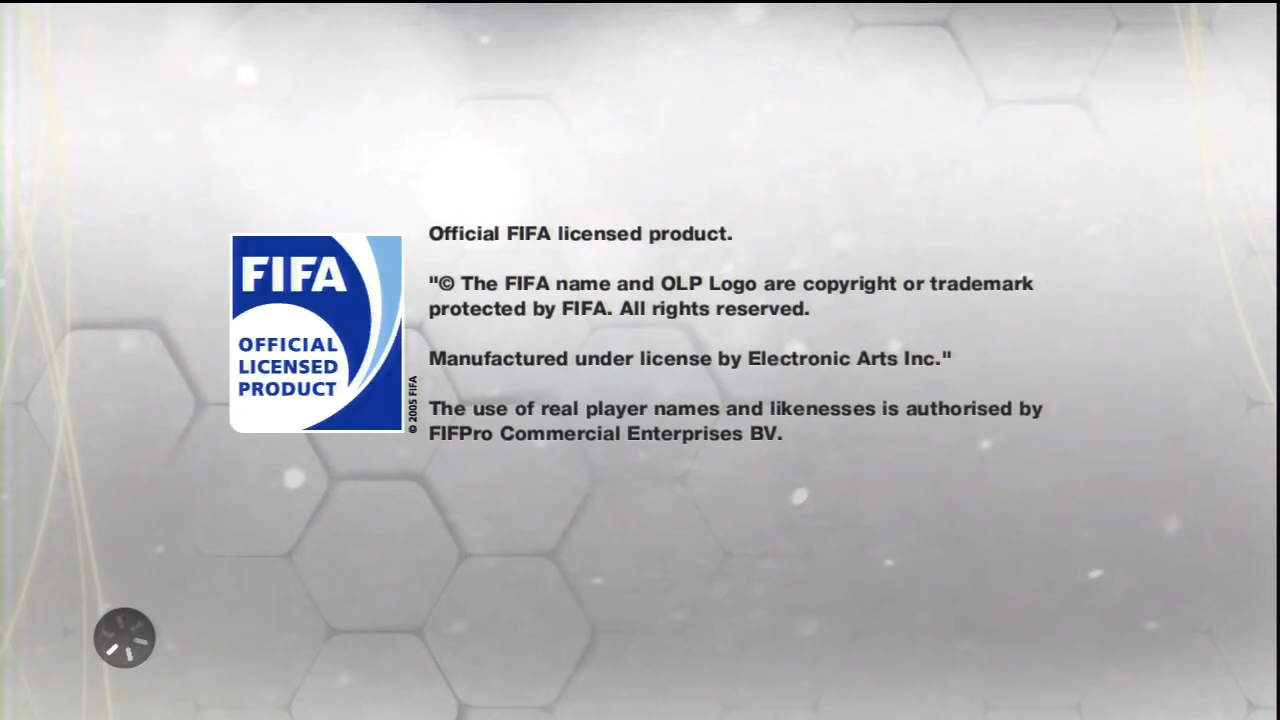 FIFA
OFFICIAL
LICENSED
PRODUCT
© 2005 FIFA
Official FIFA licensed product.
"© The FIFA name and OLP Logo are copyright or trademark
protected by FIFA. All rights reserved.
Manufactured under license by Electronic Arts Inc."
The use of real player names and likenesses is authorised by
FIFPro Commercial Enterprises BV.